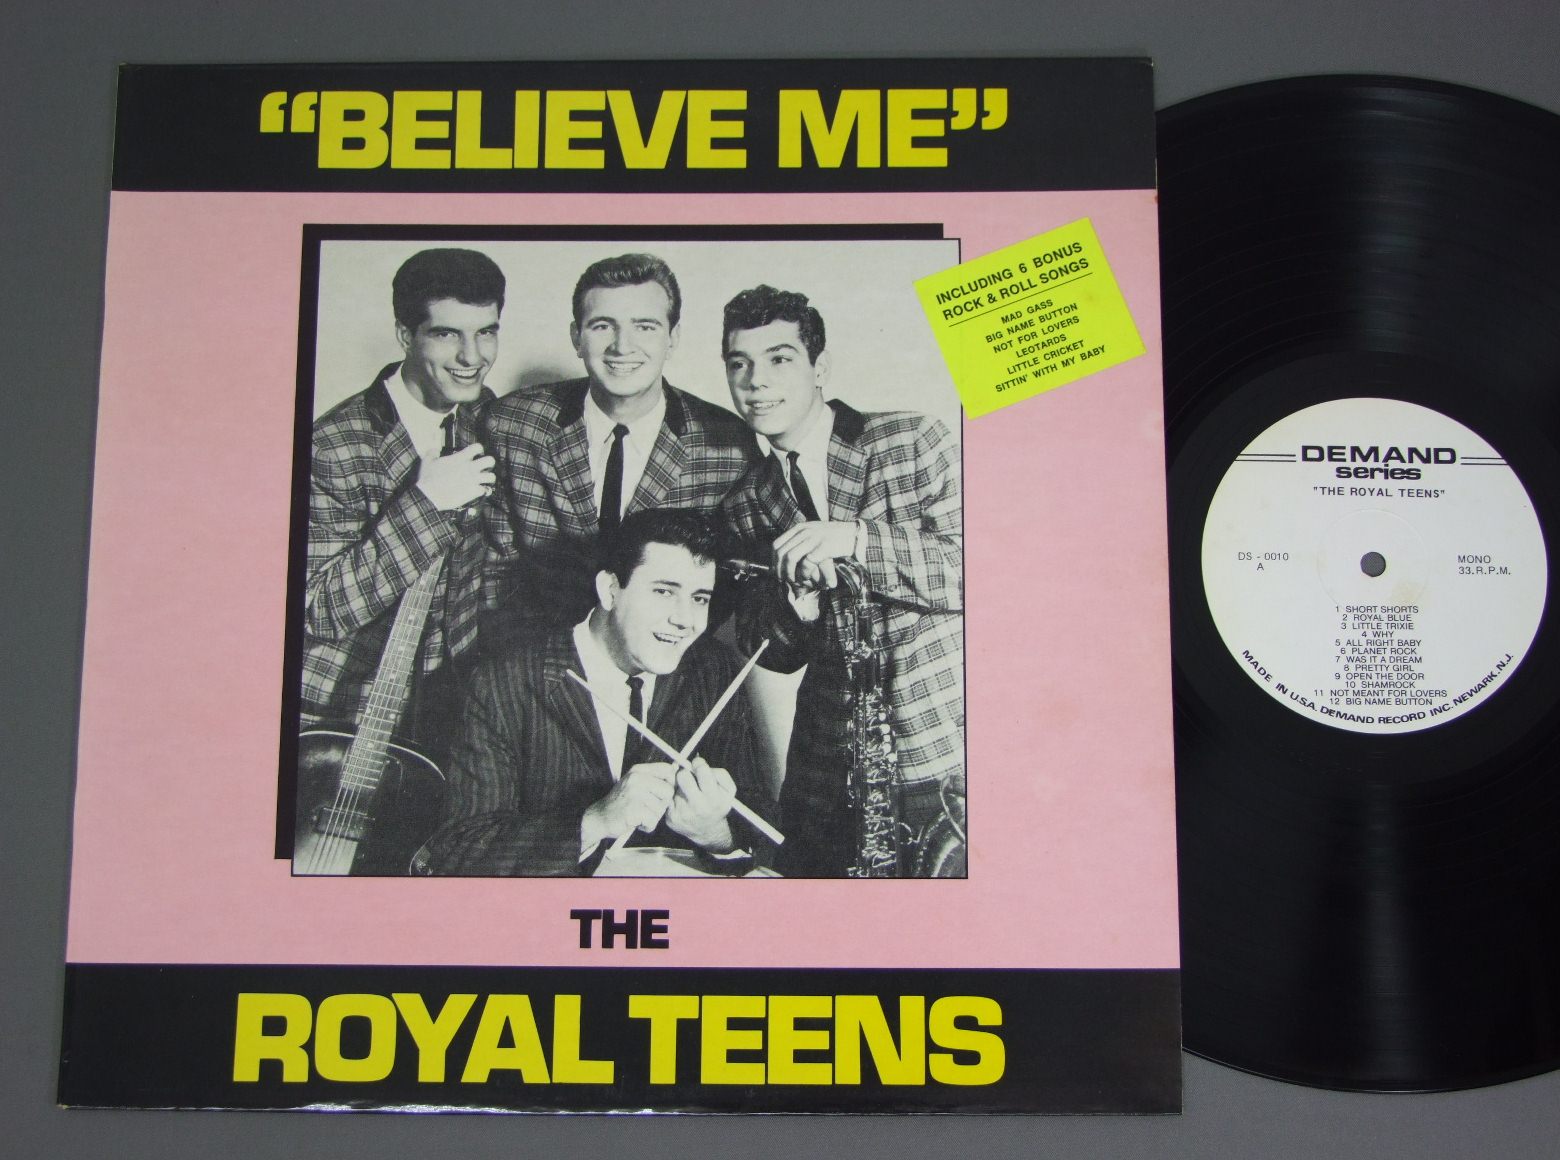 “BELIEVE ME”
INCLUDING 6 BONUS
ROCK & ROLL SONGS
MAD GASS
BIG NAME BUTTON
NOT FOR LOVERS
LEOTARDS
LITTLE CRICKET
SITTIN' WITH MY BABY
THE
ROYAL TEENS
DEMAND
series
"THE ROYAL TEENS"
DS - 0010
A
MONO
33.R.P.M.
1 SHORT SHORTS
2 ROYAL BLUE
3 LITTLE TRIXIE
4 WHY
5 ALL RIGHT BABY
6 PLANET ROCK
7 WAS IT A DREAM
8 PRETTY GIRL
9 OPEN THE DOOR
10 SHAMROCK
11 NOT MEANT FOR LOVERS
12 BIG NAME BUTTON
MADE IN U.S.A. DEMAND RECORD INC. NEWARK. N.J.